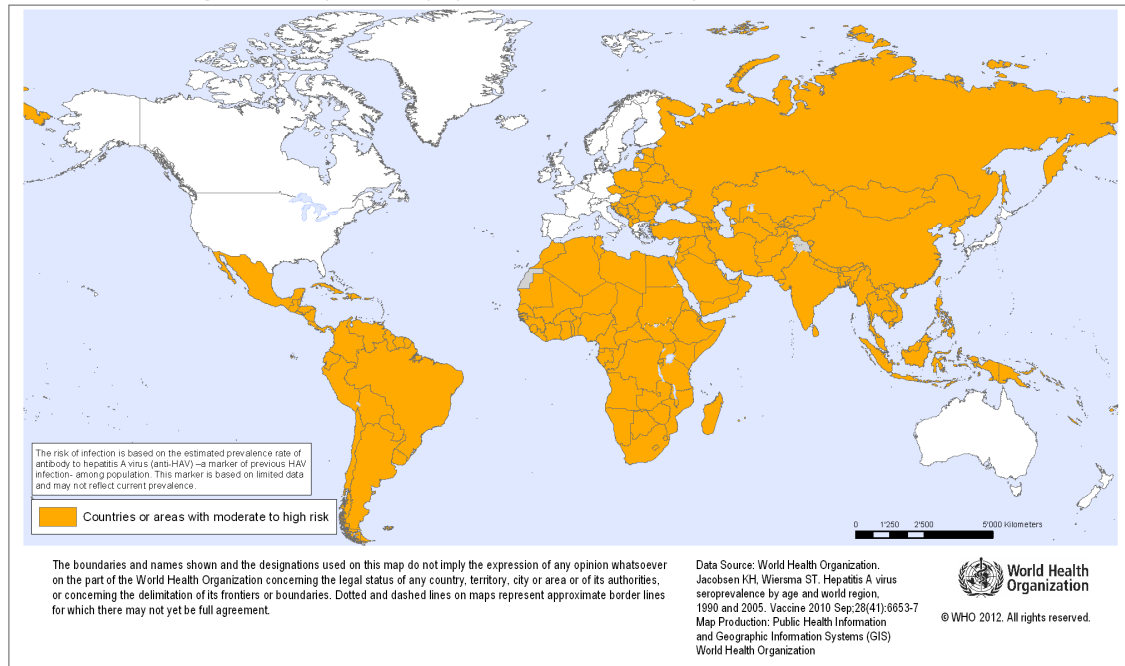 The risk of infection is based on the estimated prevalence rate of
antibody to hepatitis A virus (anti-HAV) –a marker of previous HAV
infection- among population. This marker is based on limited data
and may not reflect current prevalence.
Countries or areas with moderate to high risk
0 1'250 2'500 5'000 Kilometers
The boundaries and names shown and the designations used on this map do not imply the expression of any opinion whatsoever
on the part of the World Health Organization concerning the legal status of any country, territory, city or area or of its authorities,
or concerning the delimitation of its frontiers or boundaries. Dotted and dashed lines on maps represent approximate border lines
for which there may not yet be full agreement.
Data Source: World Health Organization.
Jacobsen KH, Wiersma ST. Hepatitis A virus
seroprevalence by age and world region,
1990 and 2005. Vaccine 2010 Sep;28(41):6653-7
Map Production: Public Health Information
and Geographic Information Systems (GIS)
World Health Organization
World Health
Organization
© WHO 2012. All rights reserved.